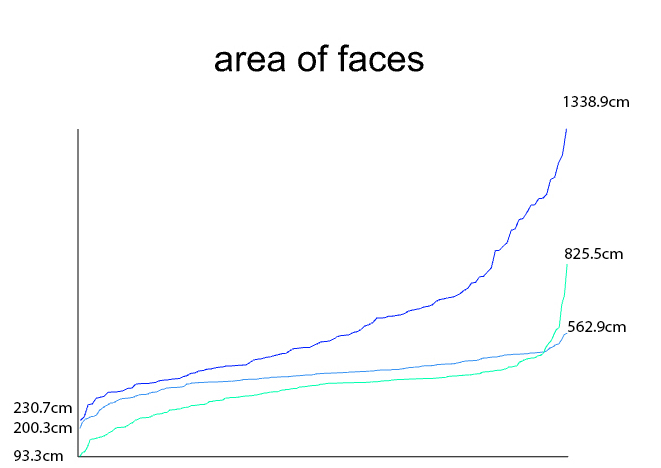 area of faces
1338.9cm
825.5cm
562.9cm
230.7cm
200.3cm
93.3cm